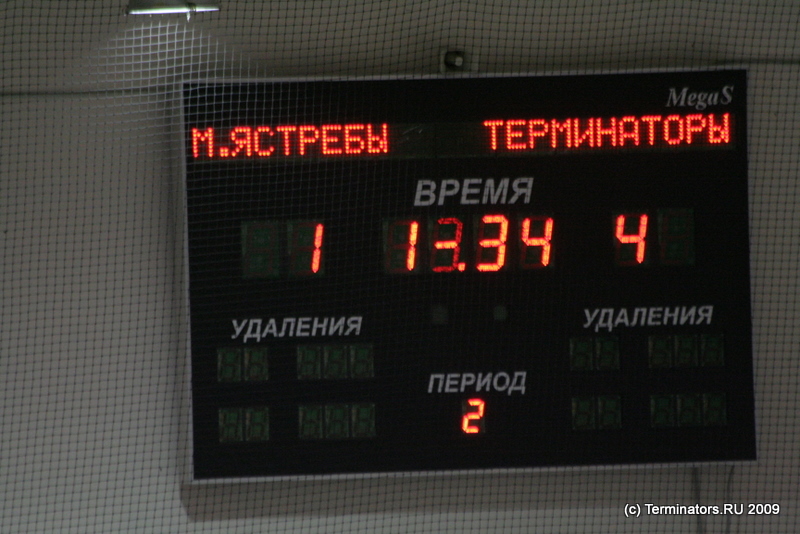 MegaS
М.ЯСТРЕБЫ ТЕРМИНАТОРЫ
ВРЕМЯ
1 13.34 4
УДАЛЕНИЯ УДАЛЕНИЯ
ПЕРИОД
2
(c) Terminators.RU 2009